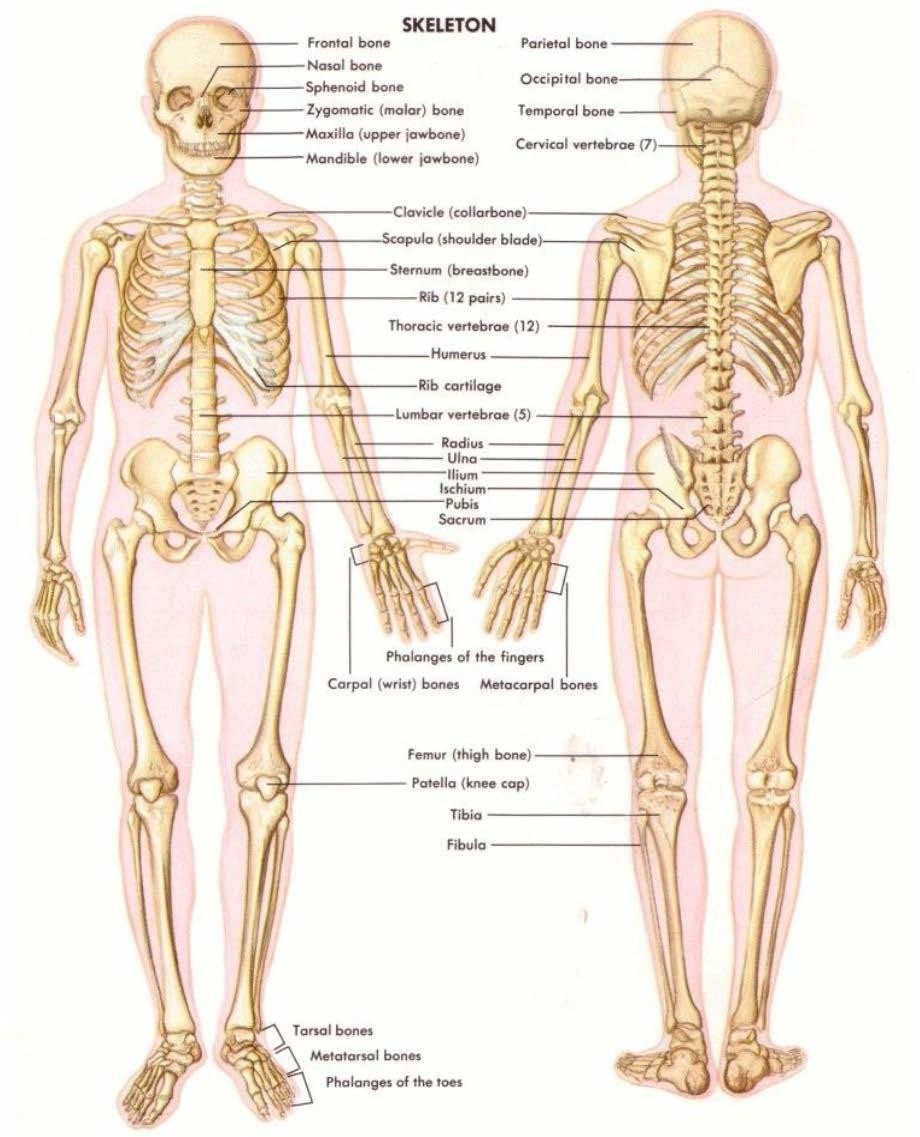 SKELETON
Frontal bone
Nasal bone
Sphenoid bone
Zygomatic (malar) bone
Maxilla (upper jawbone)
Mandible (lower jawbone)
Parietal bone
Occipital bone
Temporal bone
Cervical vertebrae (7)
Clavicle (collarbone)
Scapula (shoulder blade)
Sternum (breastbone)
Rib (12 pairs)
Thoracic vertebrae (12)
Humerus
Rib cartilage
Lumbar vertebrae (5)
Radius
Ulna
Ilium
Ischium
Pubis
Sacrum
Phalanges of the fingers
Carpal (wrist) bones
Metacarpal bones
Femur (thigh bone)
Patella (knee cap)
Tibia
Fibula
Tarsal bones
Metatarsal bones
Phalanges of the toes